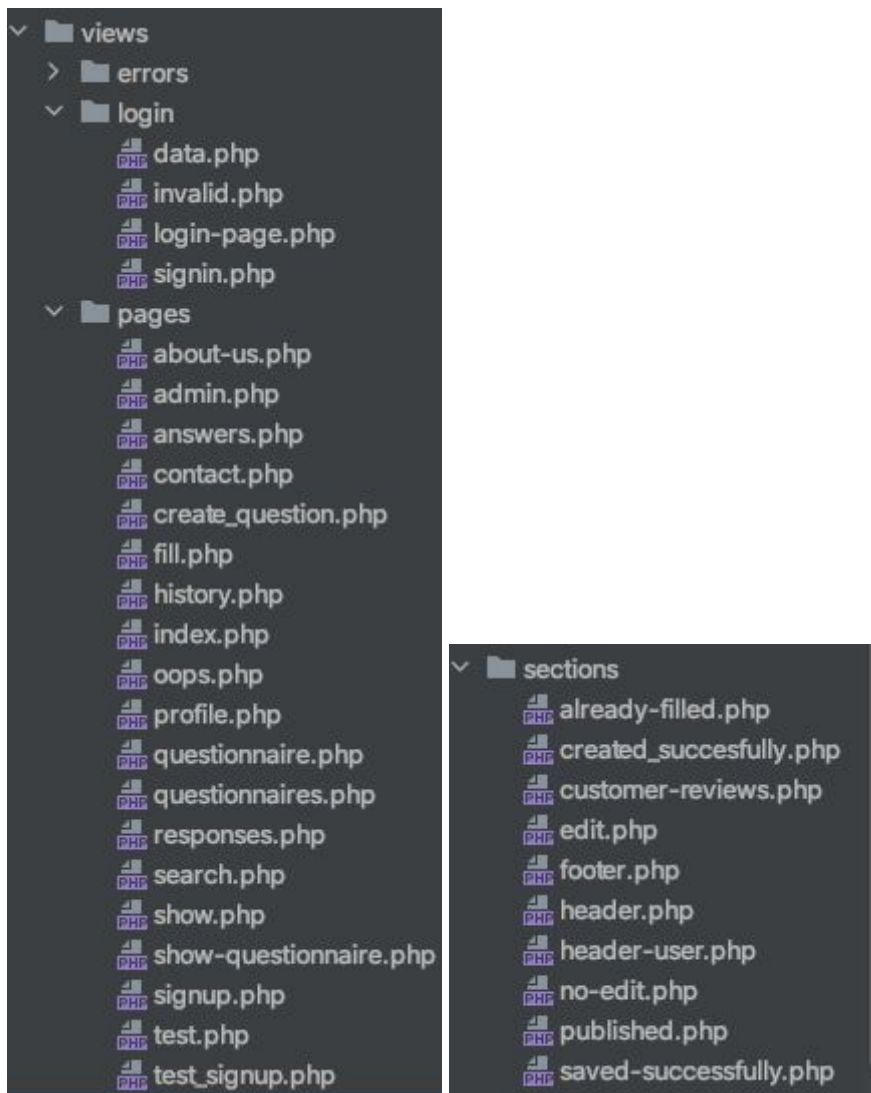 views
errors
login
data.php
invalid.php
login-page.php
signin.php
pages
about-us.php
admin.php
answers.php
contact.php
create_question.php
fill.php
history.php
index.php
oops.php
profile.php
questionnaire.php
questionnaires.php
responses.php
search.php
show.php
show-questionnaire.php
signup.php
test.php
test_signup.php
sections
already-filled.php
created_succesfully.php
customer-reviews.php
edit.php
footer.php
header.php
header-user.php
no-edit.php
published.php
saved-successfully.php